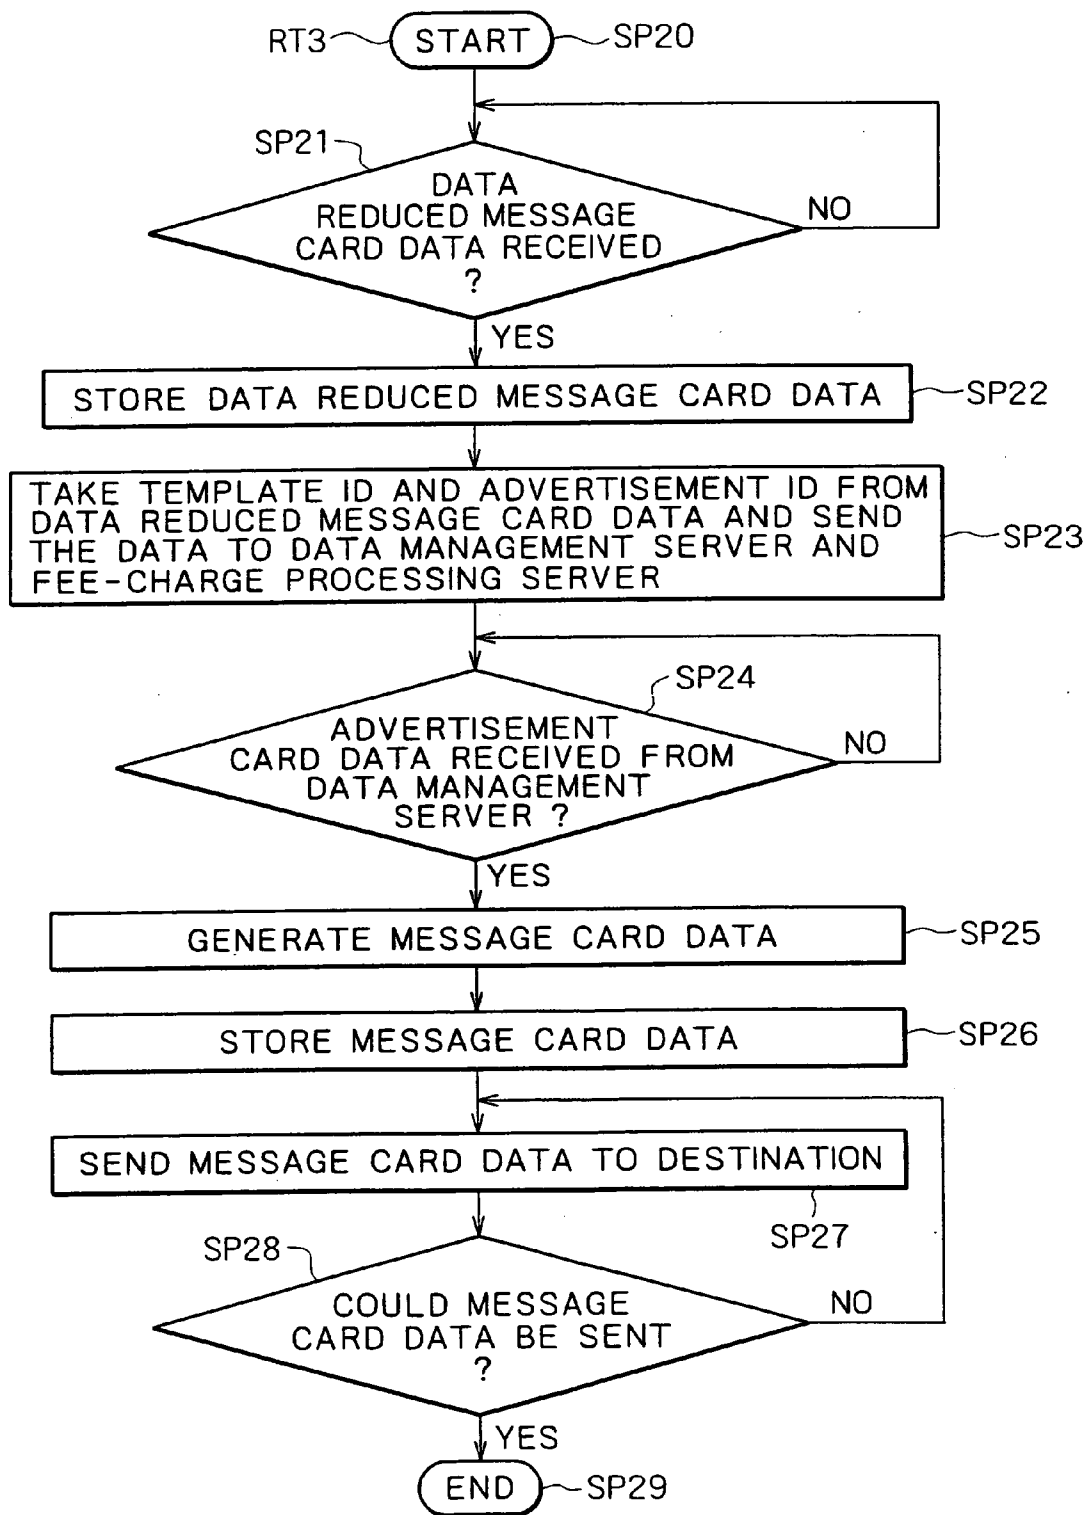 RT3
START
SP20
SP21
DATA
REDUCED MESSAGE
CARD DATA RECEIVED
?
NO
YES
STORE DATA REDUCED MESSAGE CARD DATA
SP22
TAKE TEMPLATE ID AND ADVERTISEMENT ID FROM
DATA REDUCED MESSAGE CARD DATA AND SEND
THE DATA TO DATA MANAGEMENT SERVER AND
FEE-CHARGE PROCESSING SERVER
SP23
SP24
ADVERTISEMENT
CARD DATA RECEIVED FROM
DATA MANAGEMENT
SERVER ?
NO
YES
GENERATE MESSAGE CARD DATA
SP25
STORE MESSAGE CARD DATA
SP26
SEND MESSAGE CARD DATA TO DESTINATION
SP27
SP28
COULD MESSAGE
CARD DATA BE SENT
?
NO
YES
END
SP29